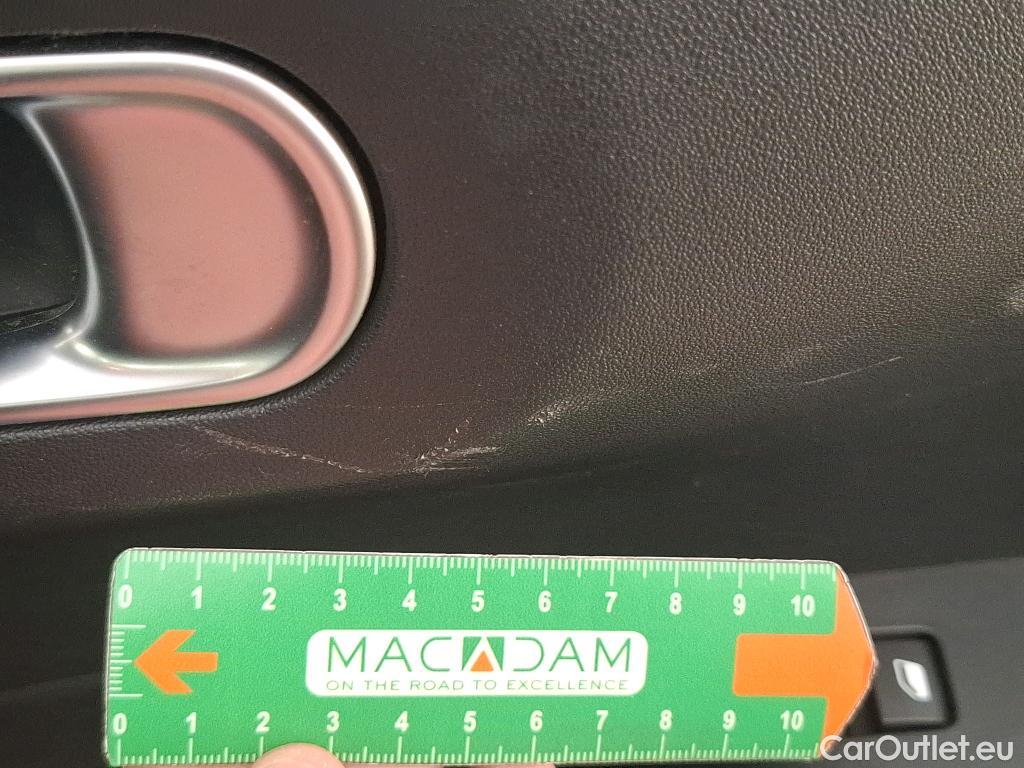 0 1 2 3 4 5 6 7 8 9 10
MACADAM
ON THE ROAD TO EXCELLENCE
0 1 2 3 4 5 6 7 8 9 10
CarOutlet.eu